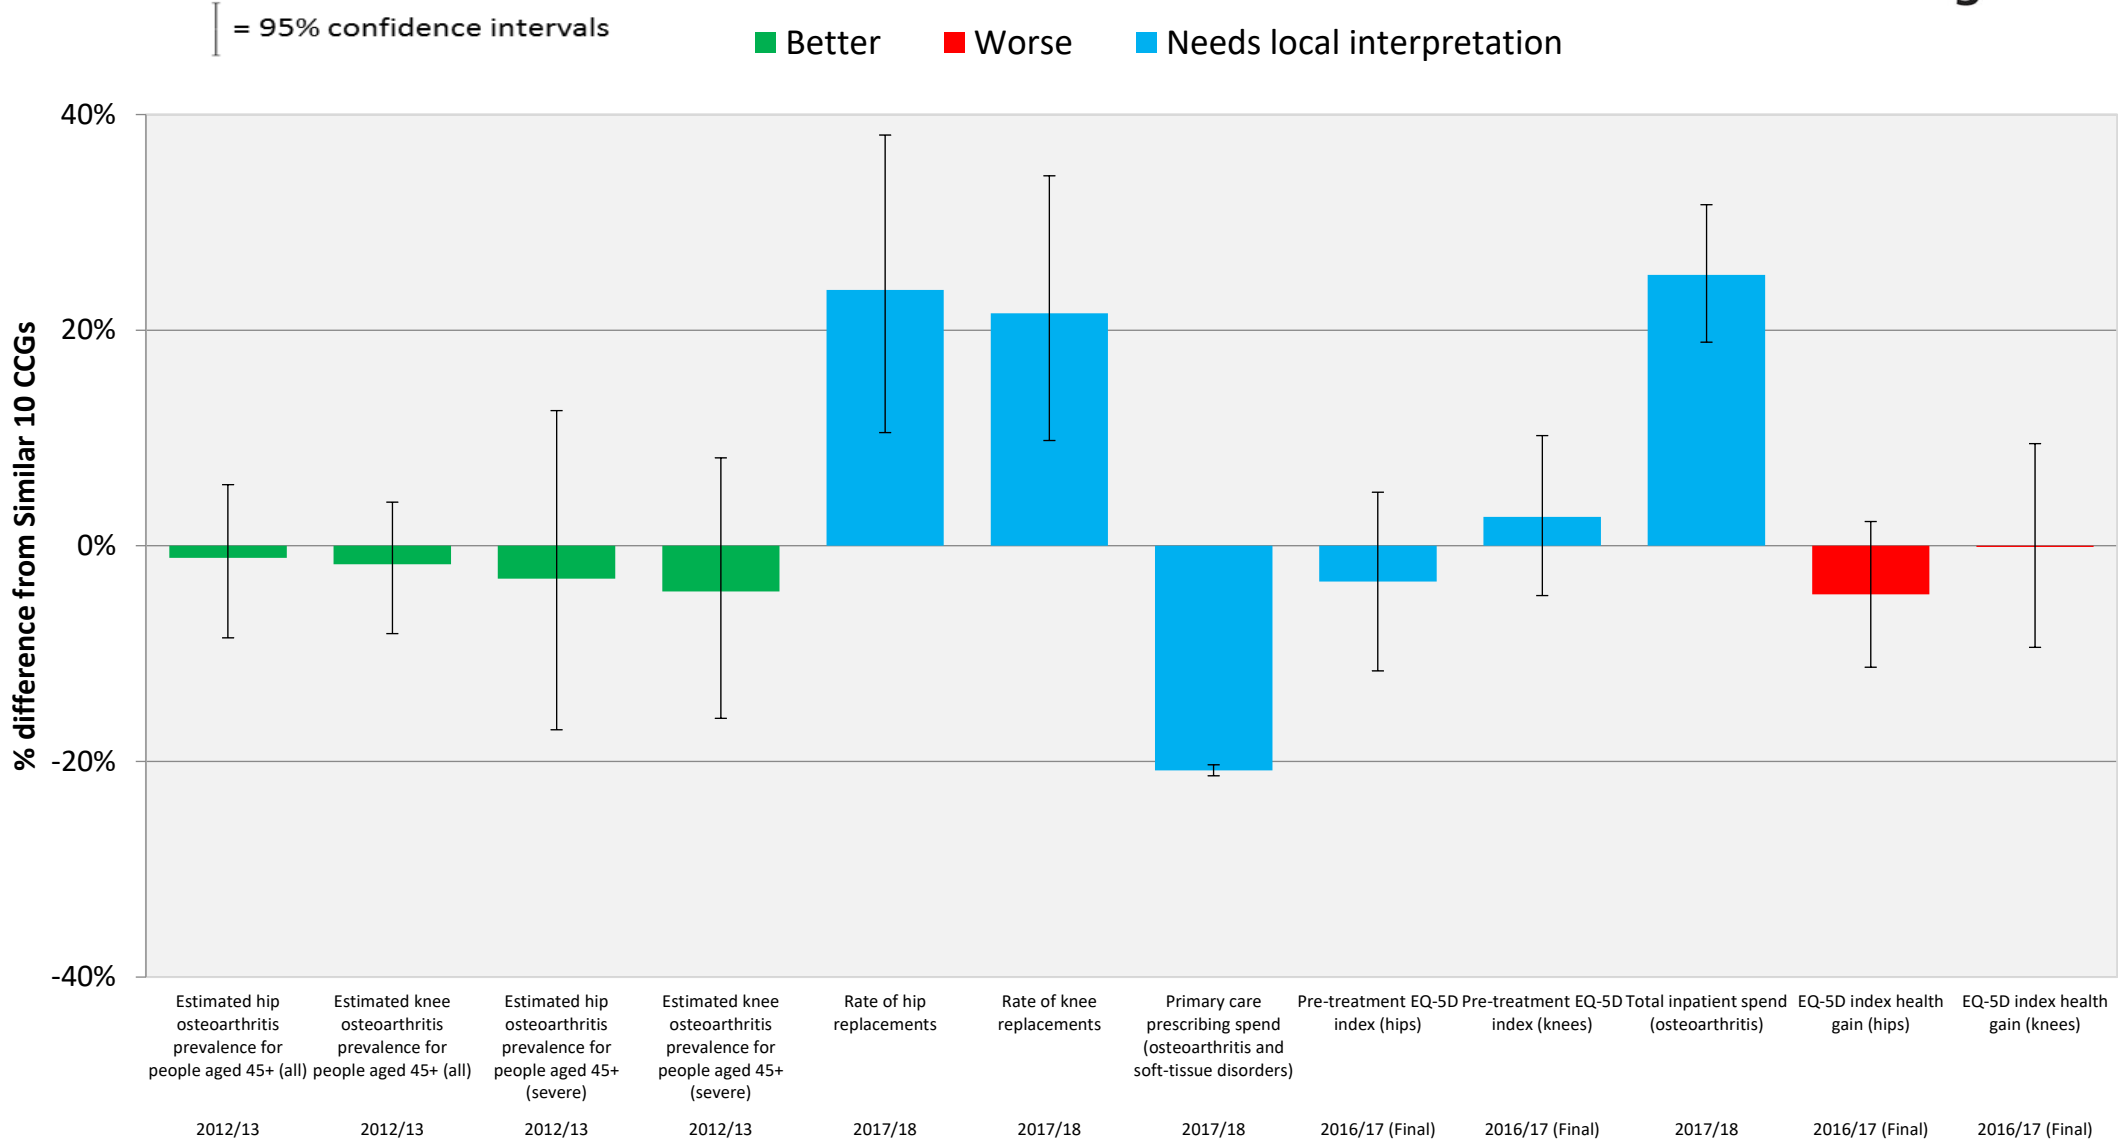 = 95% confidence intervals
Better Worse Needs local interpretation
% difference from Similar 10 CCGs
40%
20%
0%
-20%
-40%
Estimated hip
osteoarthritis
prevalence for
people aged 45+ (all)
2012/13
Estimated knee
osteoarthritis
prevalence for
people aged 45+ (all)
2012/13
Estimated hip
osteoarthritis
prevalence for
people aged 45+
(severe)
2012/13
Estimated knee
osteoarthritis
prevalence for
people aged 45+
(severe)
2012/13
Rate of hip
replacements
2017/18
Rate of knee
replacements
2017/18
Primary care
prescribing spend
(osteoarthritis and
soft-tissue disorders)
2017/18
Pre-treatment EQ-5D
index (hips)
2016/17 (Final)
Pre-treatment EQ-5D
index (knees)
2016/17 (Final)
Total inpatient spend
(osteoarthritis)
2017/18
EQ-5D index health
gain (hips)
2016/17 (Final)
EQ-5D index health
gain (knees)
2016/17 (Final)